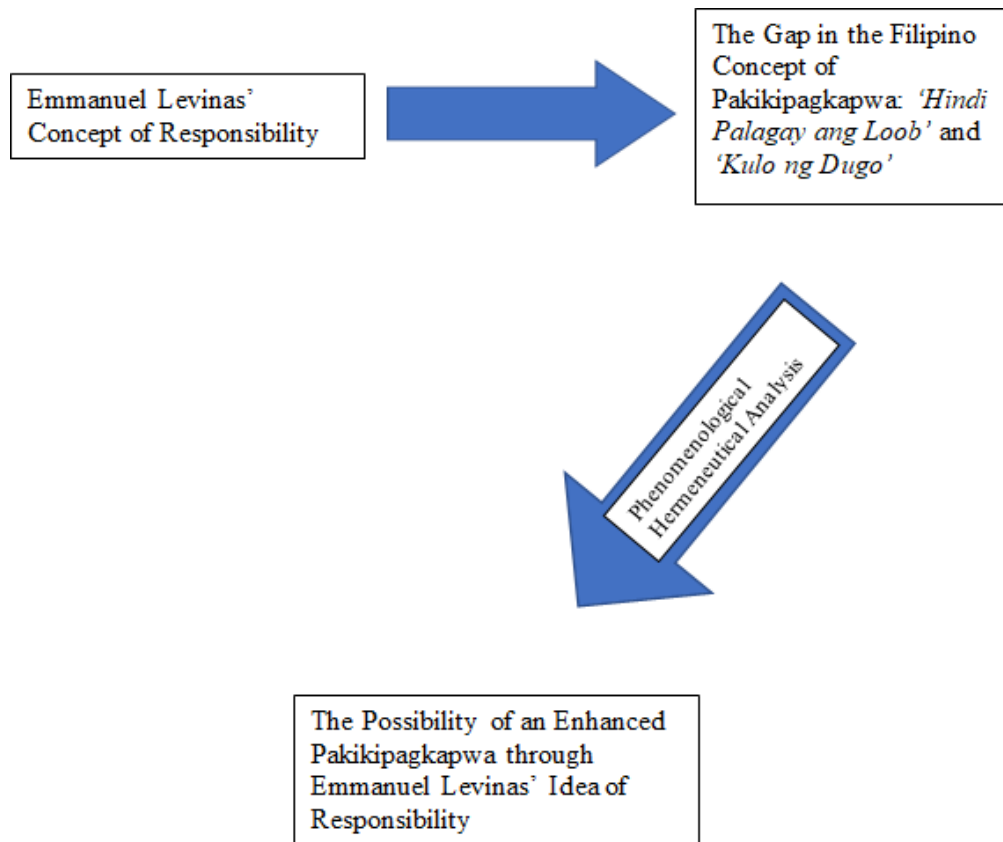 Emmanuel Levinas’
Concept of Responsibility
The Gap in the Filipino
Concept of
Pakikipagkapwa: ‘Hindi
Palagay ang Loob’ and
‘Kulo ng Dugo’
Phenomenological
Hermeneutical Analysis
The Possibility of an Enhanced
Pakikipagkapwa through
Emmanuel Levinas’ Idea of
Responsibility